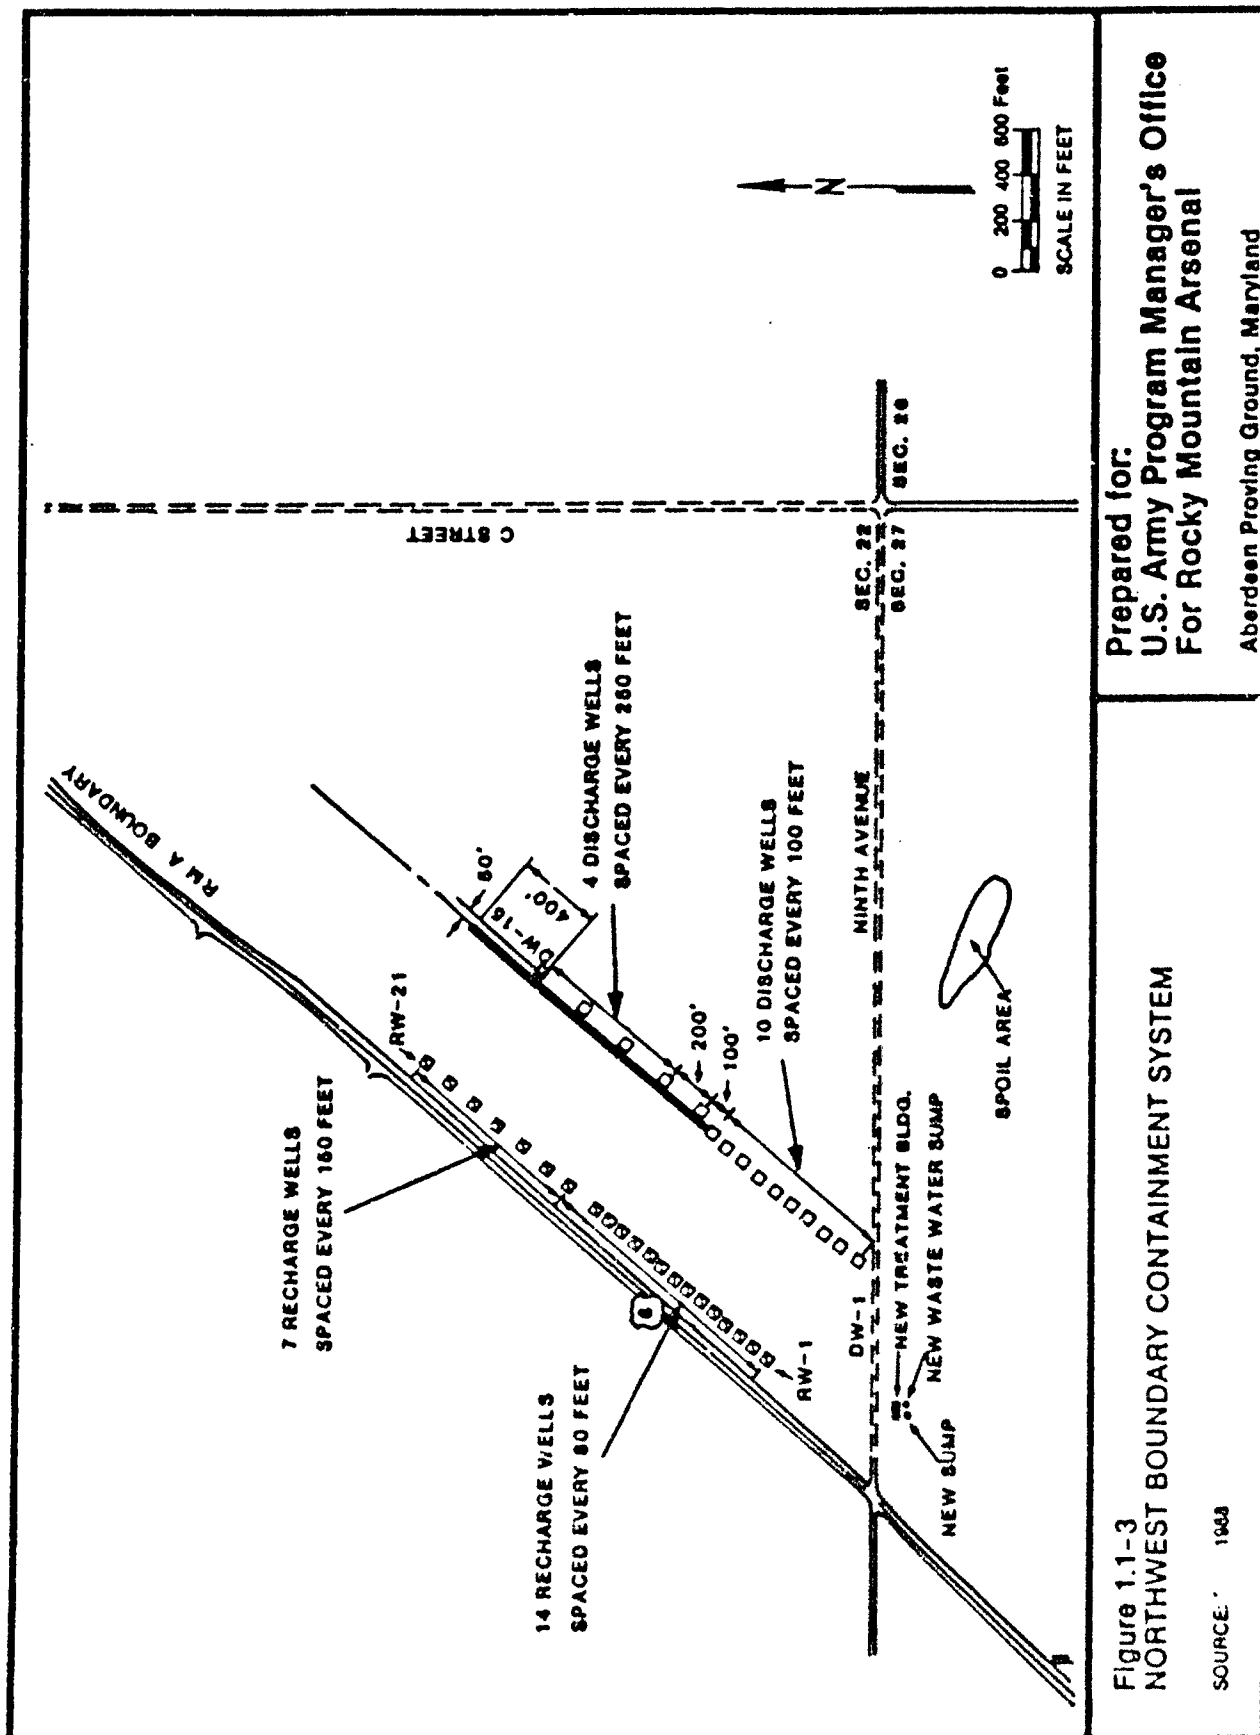 RMA BOUNDARY
7 RECHARGE WELLS
SPACED EVERY 150 FEET
RW-21
14 RECHARGE WELLS
SPACED EVERY 80 FEET
RW-1
DW-15
400'
4 DISCHARGE WELLS
SPACED EVERY 250 FEET
200'
100'
10 DISCHARGE WELLS
SPACED EVERY 100 FEET
DW-1
C STREET
NINTH AVENUE
SEC. 22
SEC. 27
SEC. 26
NEW TREATMENT BLDG.
NEW WASTE WATER SUMP
NEW SUMP
SPOIL AREA
N
0 200 400 600 Feet
SCALE IN FEET
Figure 1.1-3
NORTHWEST BOUNDARY CONTAINMENT SYSTEM
SOURCE: 1988
Prepared for:
U.S. Army Program Manager's Office
For Rocky Mountain Arsenal
Aberdeen Proving Ground, Maryland